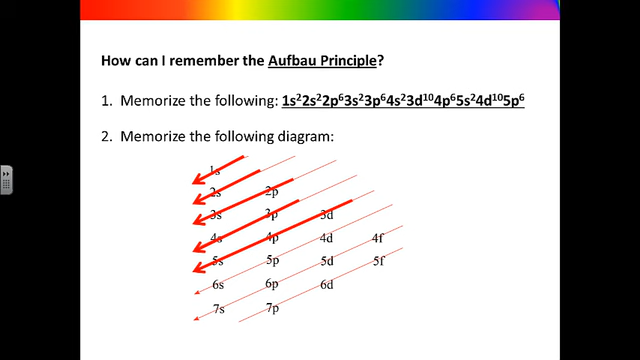 How can I remember the Aufbau Principle?
1. Memorize the following: 1s²2s²2p⁶3s²3p⁶4s²3d¹⁰4p⁶5s²4d¹⁰5p⁶
2. Memorize the following diagram:
1s
2s 2p
3s 3p 3d
4s 4p 4d 4f
5s 5p 5d 5f
6s 6p 6d
7s 7p